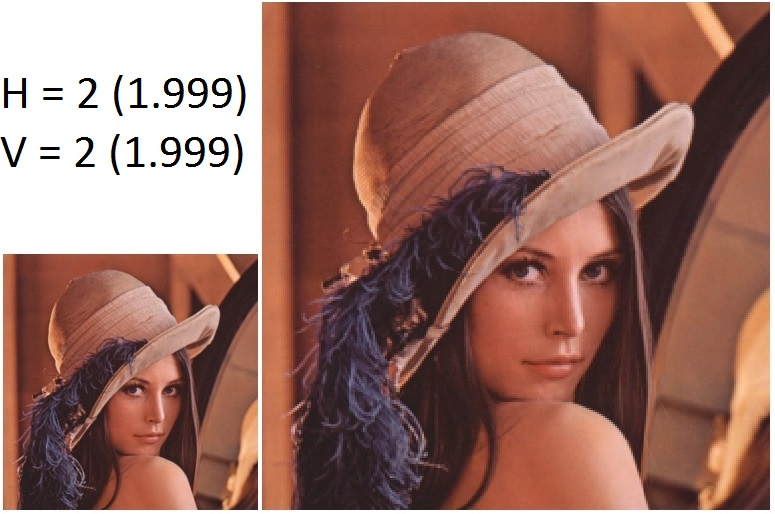 H = 2 (1.999)
V = 2 (1.999)